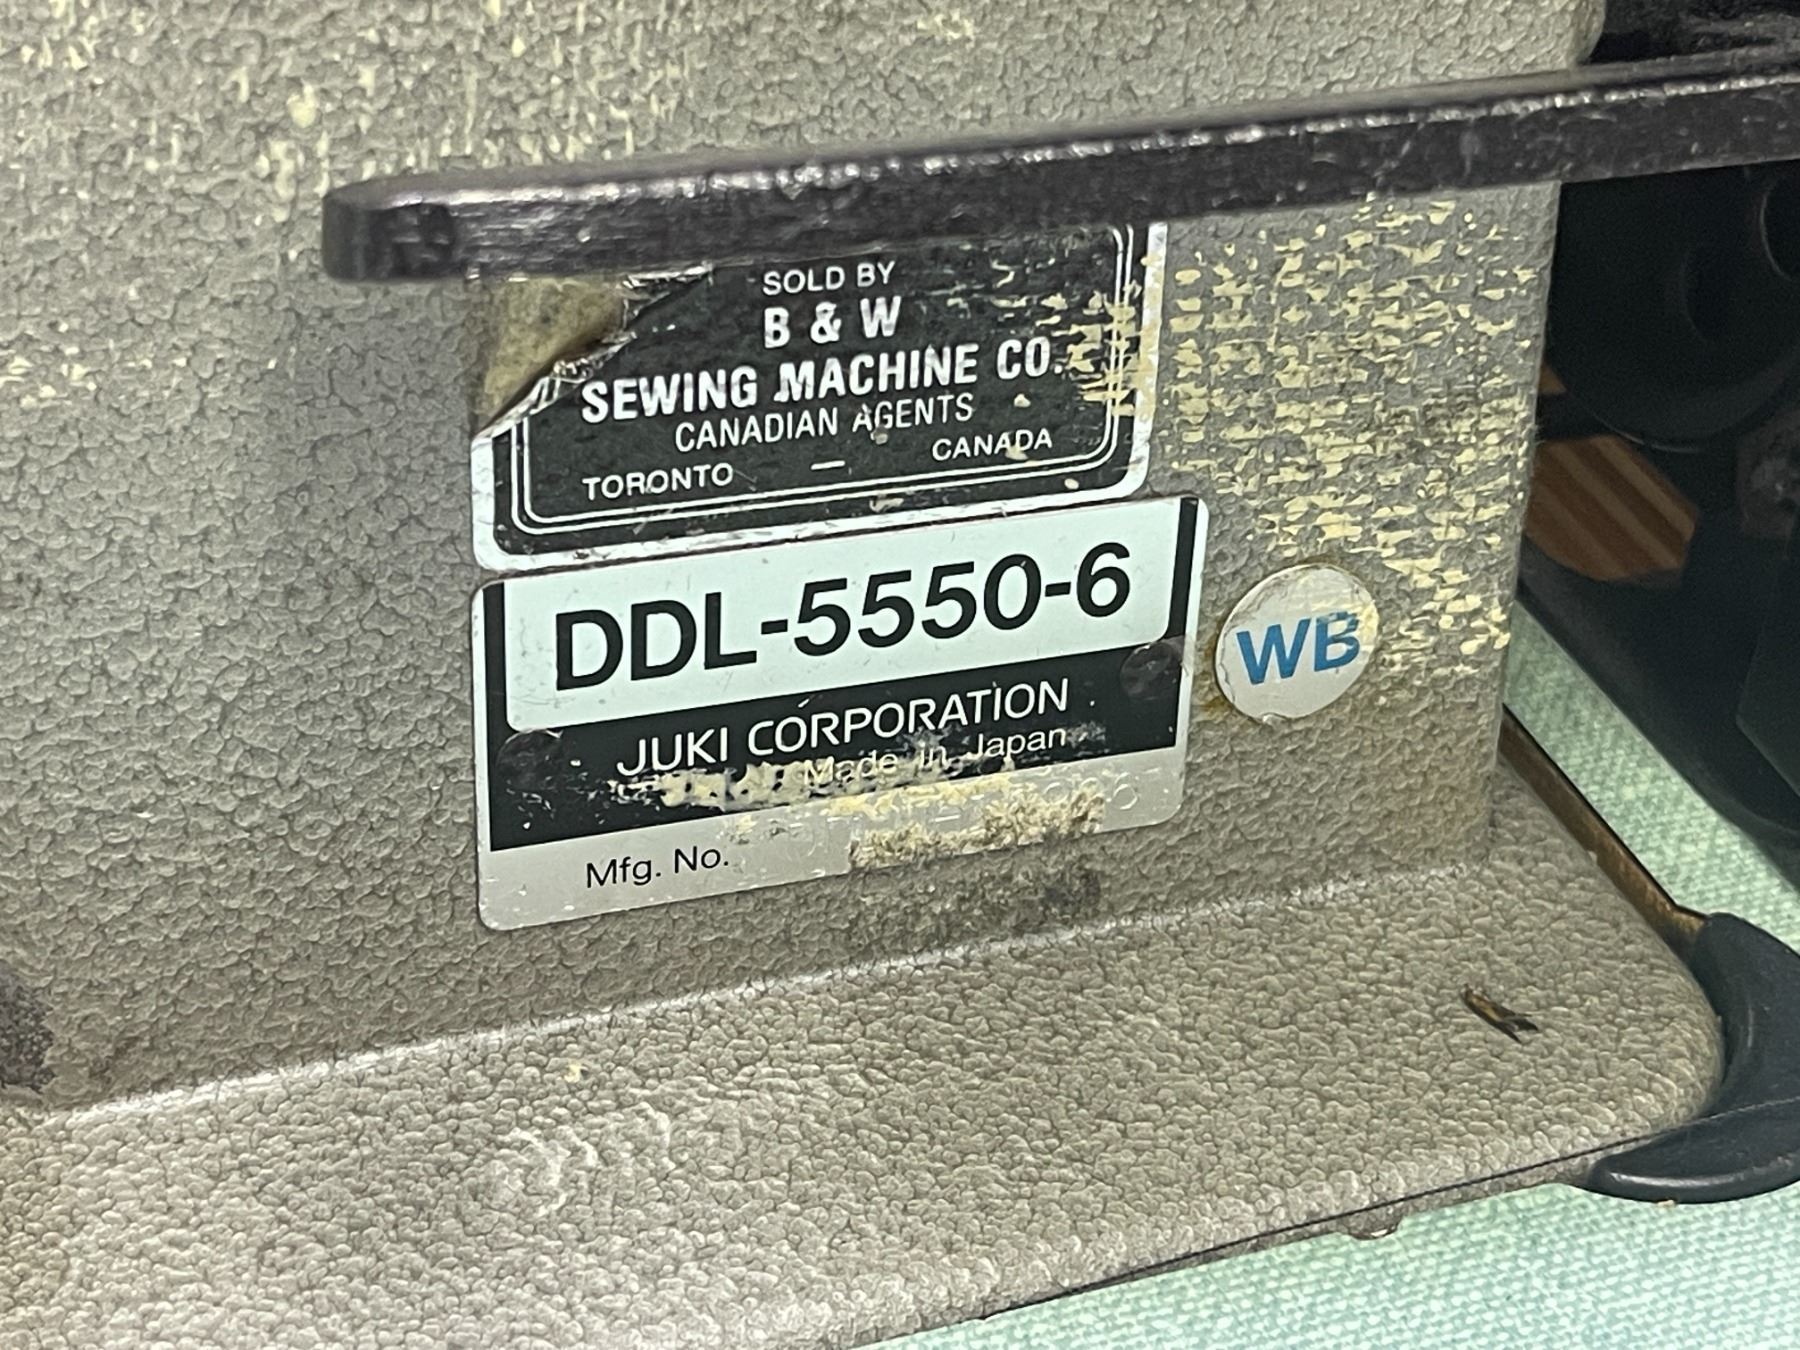 SOLD BY
B & W
SEWING MACHINE CO.
CANADIAN AGENTS
TORONTO — CANADA
DDL-5550-6
WB
JUKI CORPORATION
Made in Japan
Mfg. No.